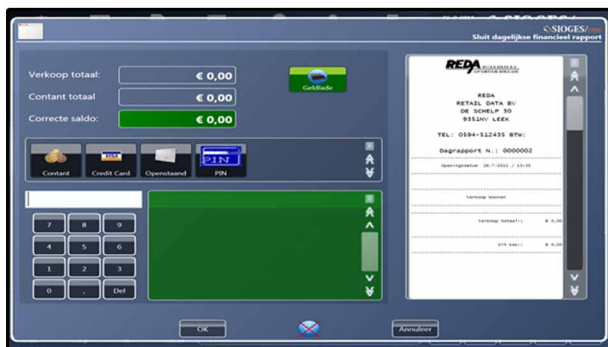 SIOGES/one
Sluit dagelijkse financieel rapport
Verkoop totaal:
€ 0,00
Contant totaal
€ 0,00
Correcte saldo:
€ 0,00
Geldlade
Contant
Credit Card
Openstaand
PIN
PIN
7
8
9
4
5
6
1
2
3
0
.
Del
REDA
REDA
RETAIL DATA BV
DE SCHELP 30
9351NV LEEK
TEL: 0594-512435 BTW:
Dagrapport N.: 0000002
Verkoop totaal::
€ 0,00
€ 0,00
OK
Annuleer